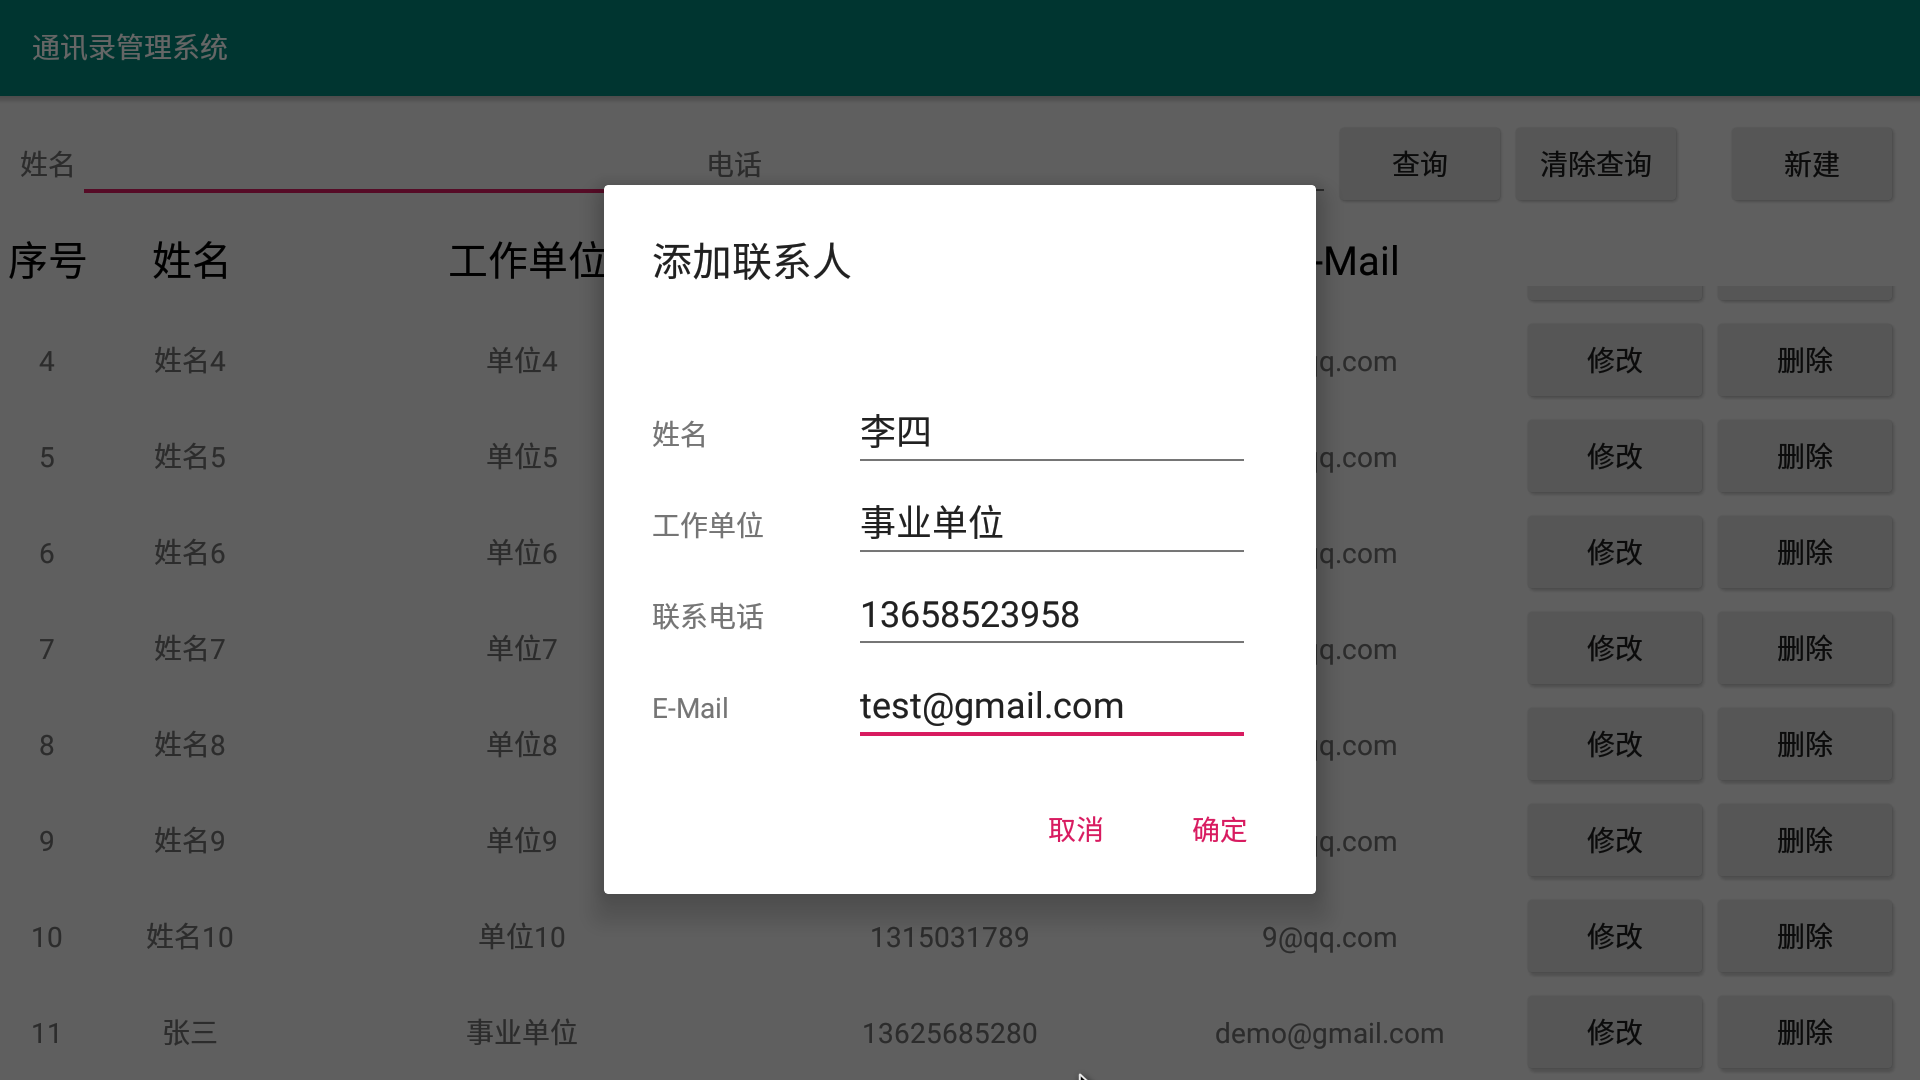 通讯录管理系统
姓名 电话 查询 清除查询 新建
序号 姓名 工作单位 -Mail
添加联系人
4 姓名4 单位4 q.com 修改 删除
姓名 李四
5 姓名5 单位5 q.com 修改 删除
工作单位 事业单位
6 姓名6 单位6 q.com 修改 删除
联系电话 13658523958
7 姓名7 单位7 q.com 修改 删除
E-Mail test@gmail.com
8 姓名8 单位8 q.com 修改 删除
取消 确定
9 姓名9 单位9 q.com 修改 删除
10 姓名10 单位10 1315031789 9@qq.com 修改 删除
11 张三 事业单位 13625685280 demo@gmail.com 修改 删除